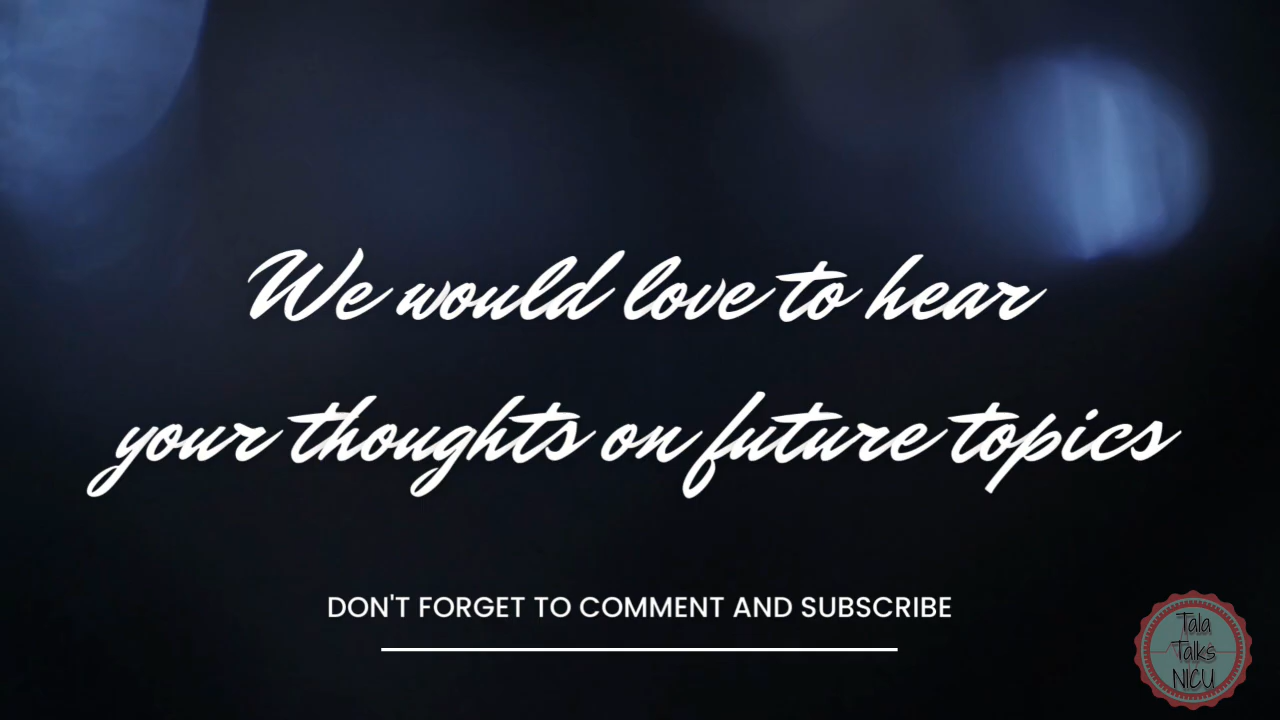 We would love to hear
your thoughts on future topics
DON'T FORGET TO COMMENT AND SUBSCRIBE
Tala
Talks
NICU